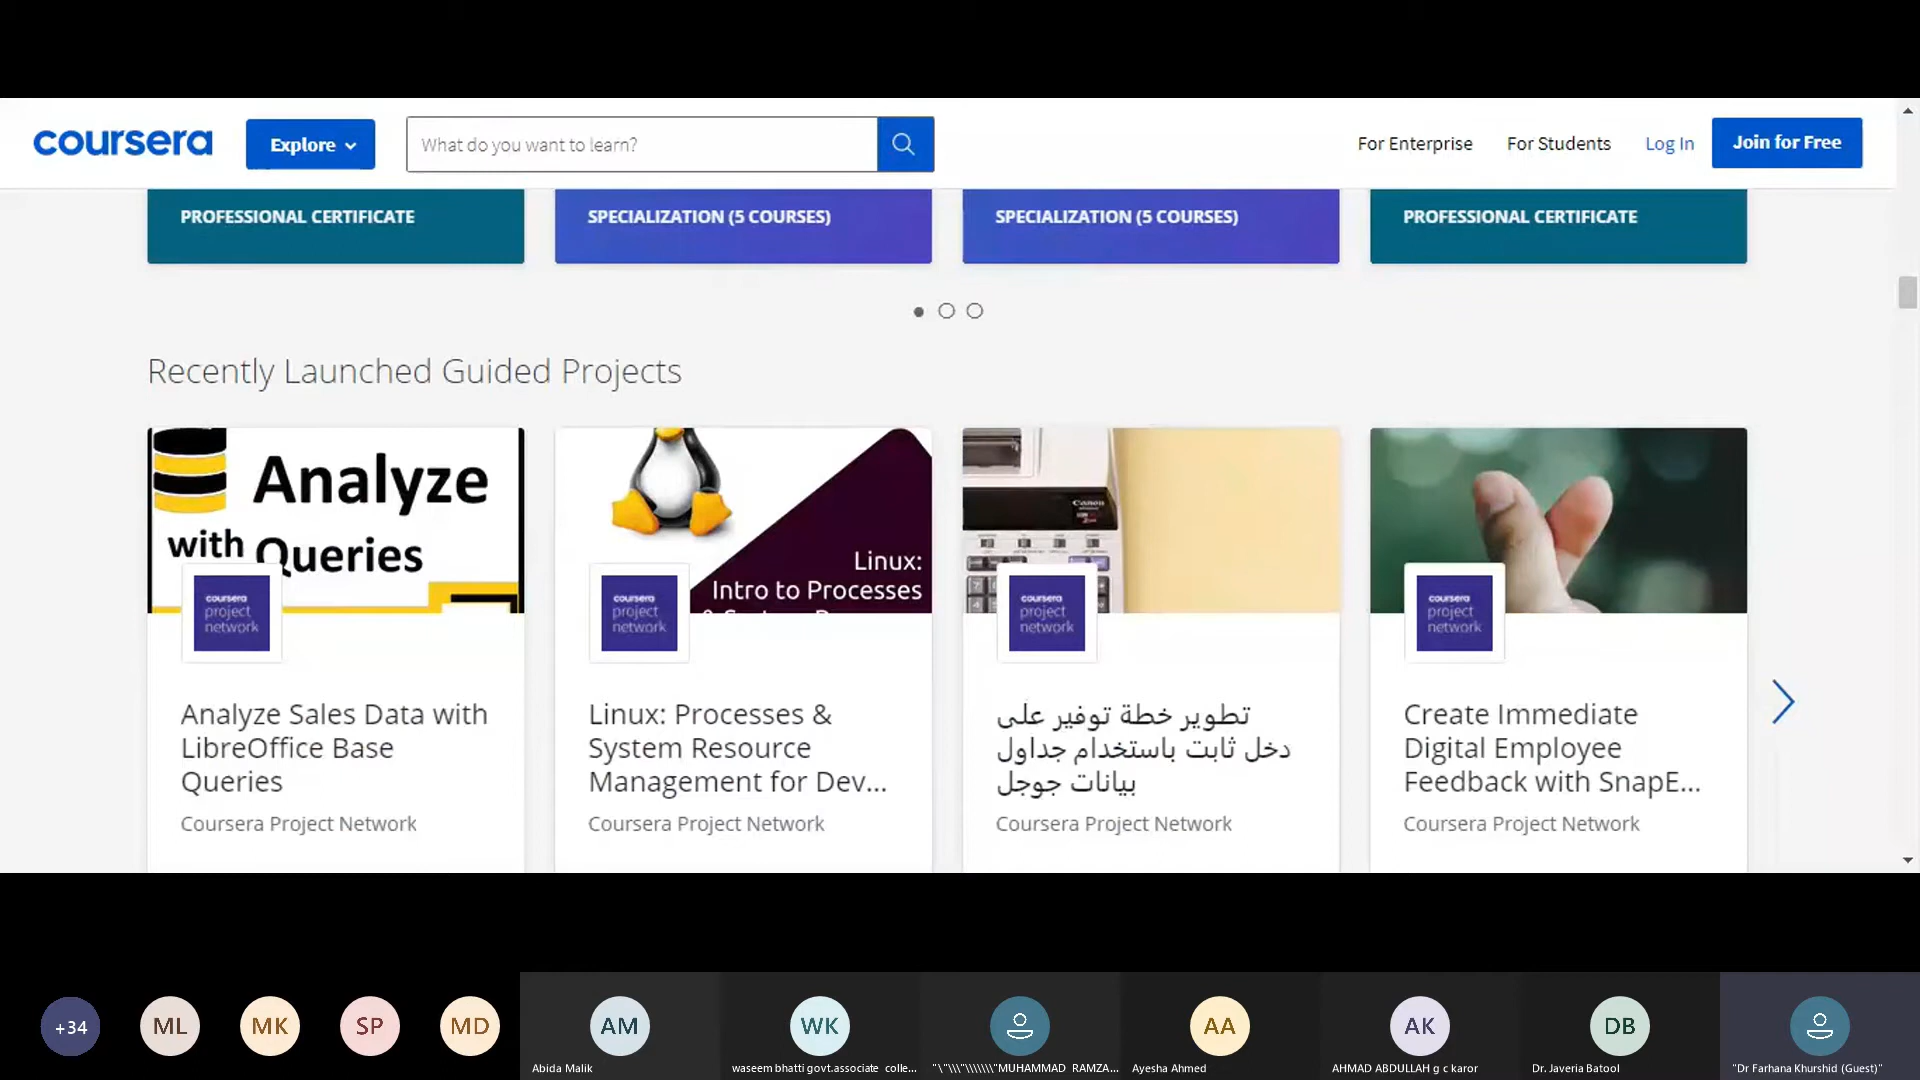 coursera
Explore
What do you want to learn?
For Enterprise
For Students
Log In
Join for Free
PROFESSIONAL CERTIFICATE
SPECIALIZATION (5 COURSES)
SPECIALIZATION (5 COURSES)
PROFESSIONAL CERTIFICATE
Recently Launched Guided Projects
Analyze
with Queries
coursera
project
network
Analyze Sales Data with
LibreOffice Base
Queries
Coursera Project Network
Linux:
Intro to Processes
coursera
project
network
Linux: Processes &
System Resource
Management for Dev...
Coursera Project Network
Canon
coursera
project
network
تطوير خطة توفير على
دخل ثابت باستخدام جداول
بيانات جوجل
Coursera Project Network
coursera
project
network
Create Immediate
Digital Employee
Feedback with SnapE...
Coursera Project Network
+34
ML
MK
SP
MD
AM
Abida Malik
WK
waseem bhatti govt.associate colle...
"\"\\\"\\\\\\\"MUHAMMAD RAMZA...
AA
Ayesha Ahmed
AK
AHMAD ABDULLAH g c karor
DB
Dr. Javeria Batool
"Dr Farhana Khurshid (Guest)"